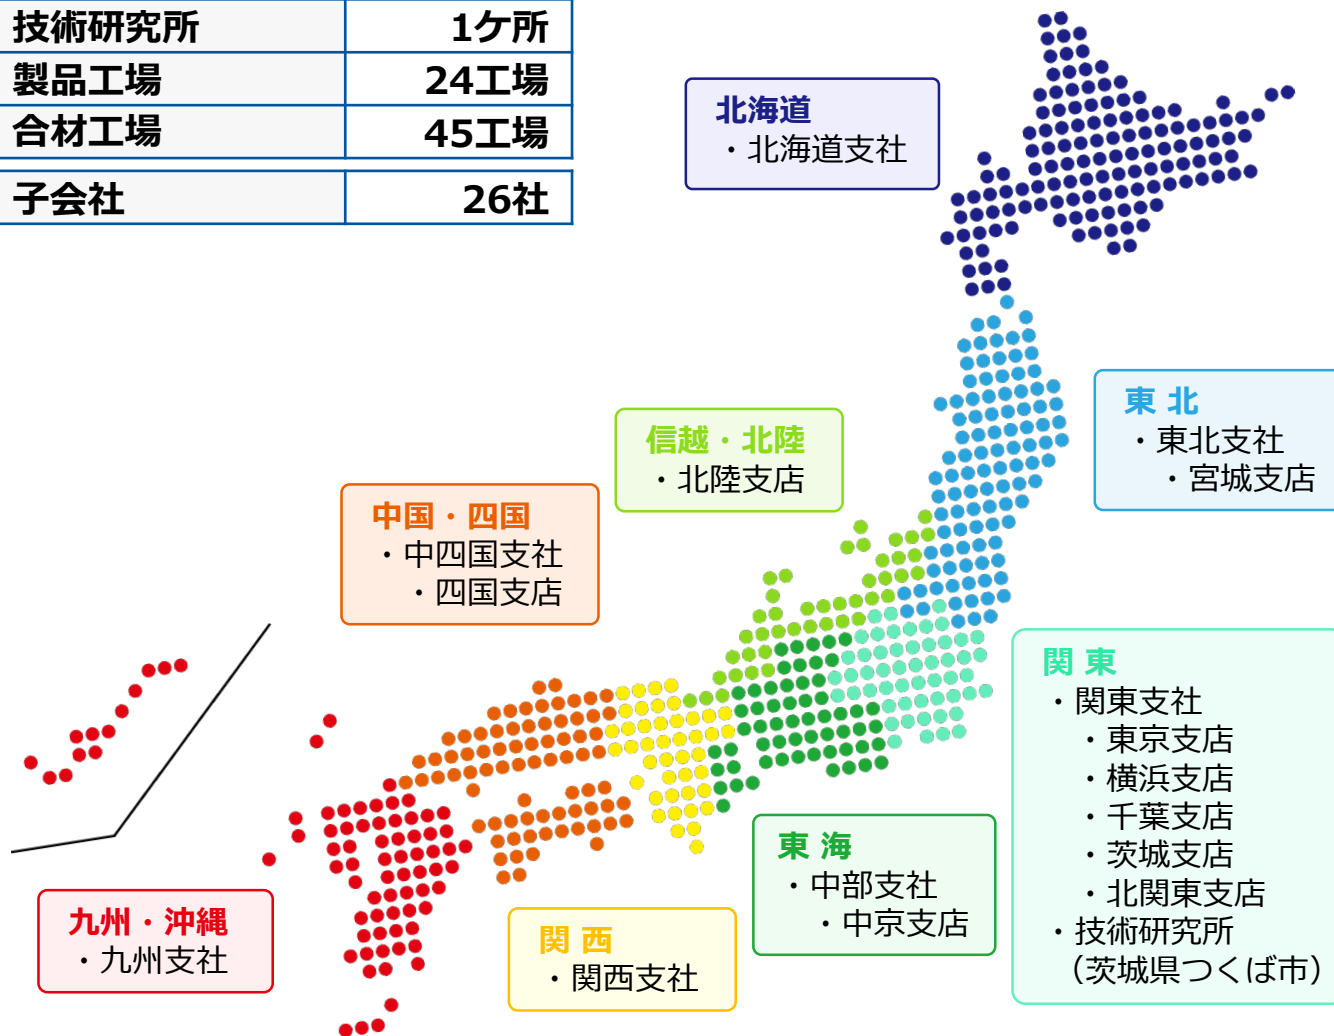 技術研究所 1ケ所
製品工場 24工場
合材工場 45工場
子会社 26社
北海道
・北海道支社
東 北
・東北支社
・宮城支店
信越・北陸
・北陸支店
中国・四国
・中四国支社
・四国支店
関 東
・関東支社
・東京支店
・横浜支店
・千葉支店
・茨城支店
・北関東支店
・技術研究所
（茨城県つくば市）
東 海
・中部支社
・中京支店
関 西
・関西支社
九州・沖縄
・九州支社